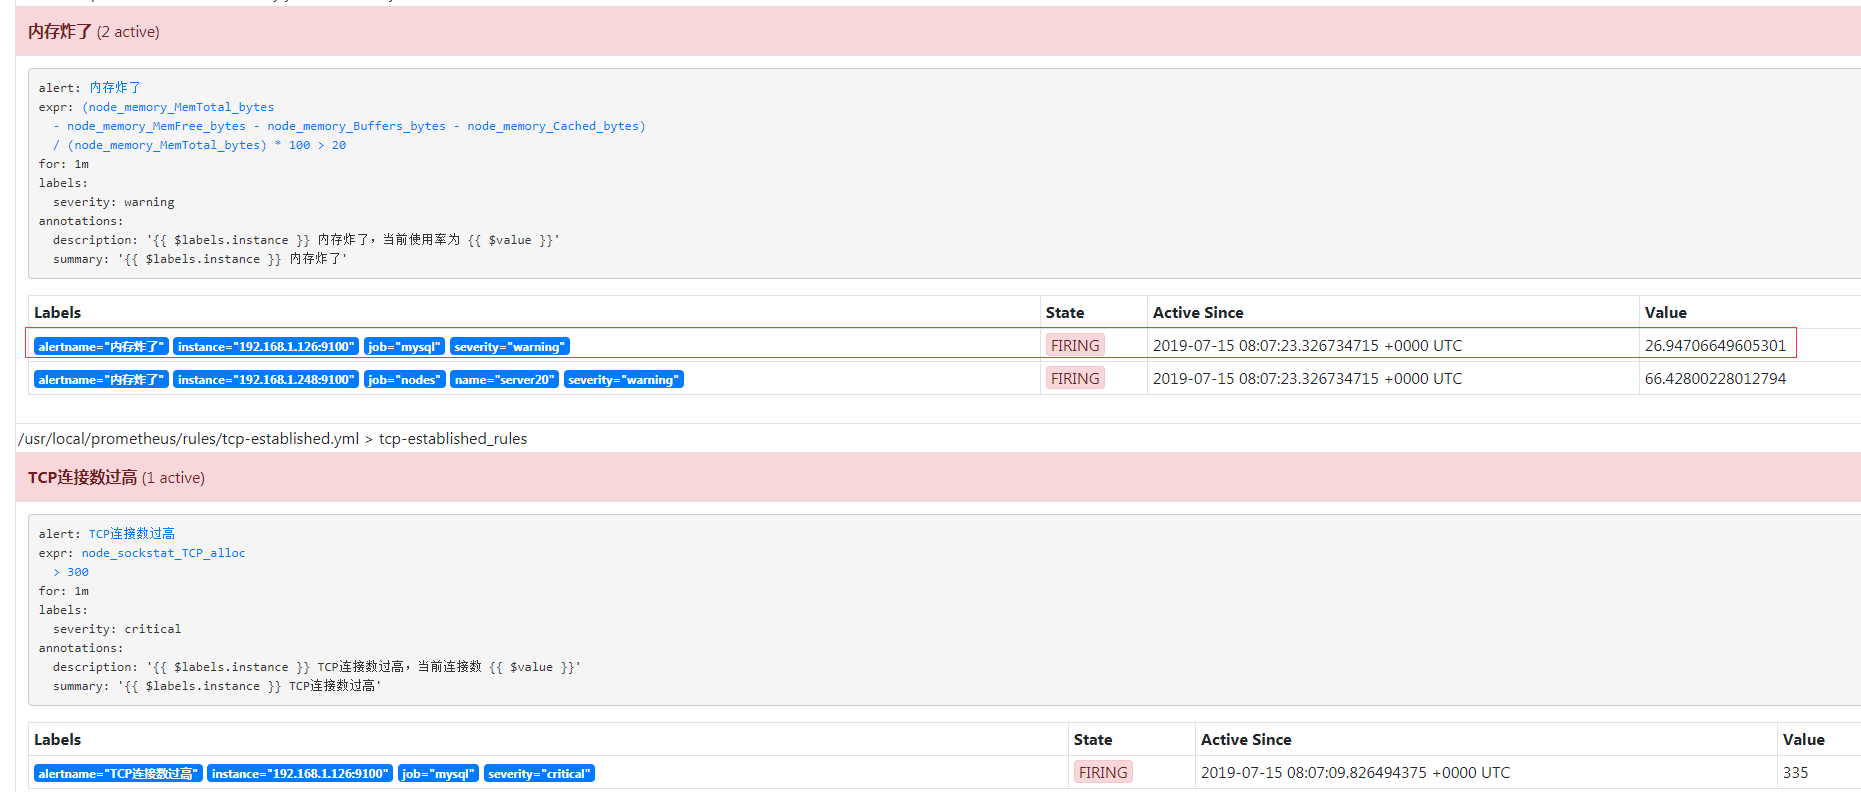 内存炸了 (2 active)
alert: 内存炸了
expr: (node_memory_MemTotal_bytes
- node_memory_MemFree_bytes - node_memory_Buffers_bytes - node_memory_Cached_bytes)
/ (node_memory_MemTotal_bytes) * 100 > 20
for: 1m
labels:
severity: warning
annotations:
description: '{{ $labels.instance }} 内存炸了，当前使用率为 {{ $value }}'
summary: '{{ $labels.instance }} 内存炸了'
Labels State Active Since Value
alertname="内存炸了" instance="192.168.1.126:9100" job="mysql" severity="warning" FIRING 2019-07-15 08:07:23.326734715 +0000 UTC 26.94706649605301
alertname="内存炸了" instance="192.168.1.248:9100" job="nodes" name="server20" severity="warning" FIRING 2019-07-15 08:07:23.326734715 +0000 UTC 66.42800228012794
/usr/local/prometheus/rules/tcp-established.yml > tcp-established_rules
TCP连接数过高 (1 active)
alert: TCP连接数过高
expr: node_sockstat_TCP_alloc
> 300
for: 1m
labels:
severity: critical
annotations:
description: '{{ $labels.instance }} TCP连接数过高，当前连接数 {{ $value }}'
summary: '{{ $labels.instance }} TCP连接数过高'
Labels State Active Since Value
alertname="TCP连接数过高" instance="192.168.1.126:9100" job="mysql" severity="critical" FIRING 2019-07-15 08:07:09.826494375 +0000 UTC 335